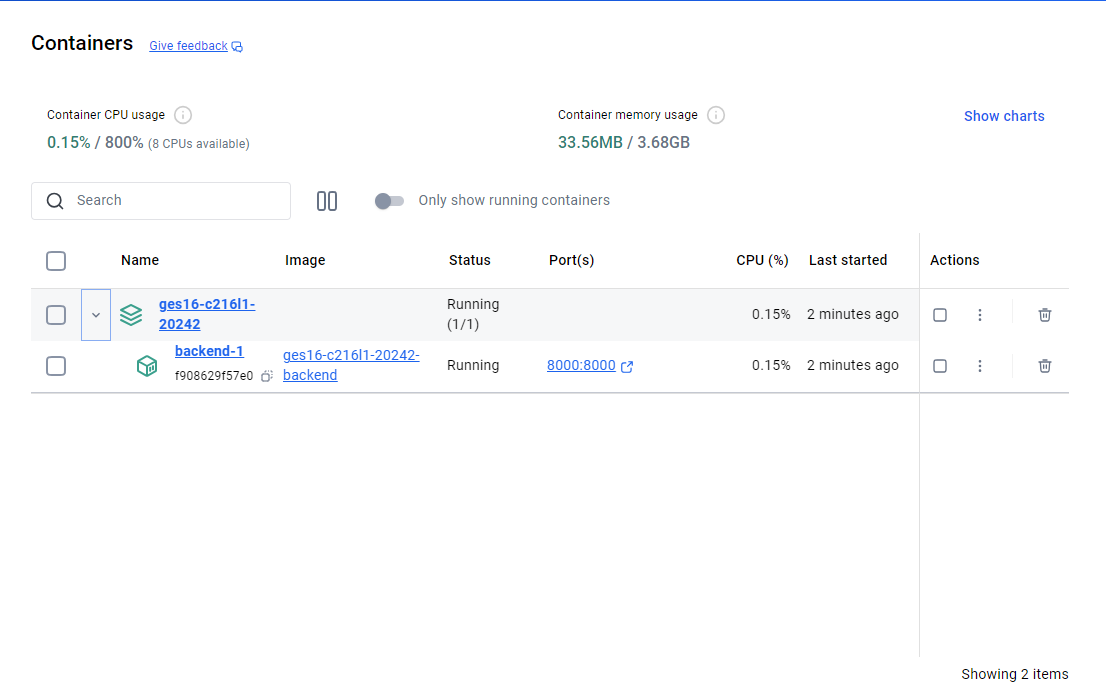 Containers Give feedback
Container CPU usage
0.15% / 800% (8 CPUs available)
Container memory usage
33.56MB / 3.68GB
Show charts
Search
Only show running containers
Name Image Status Port(s) CPU (%) Last started Actions
ges16-c216l1-
20242
Running
(1/1)
0.15% 2 minutes ago
backend-1
f908629f57e0
ges16-c216l1-20242-
backend
Running 8000:8000 0.15% 2 minutes ago
Showing 2 items